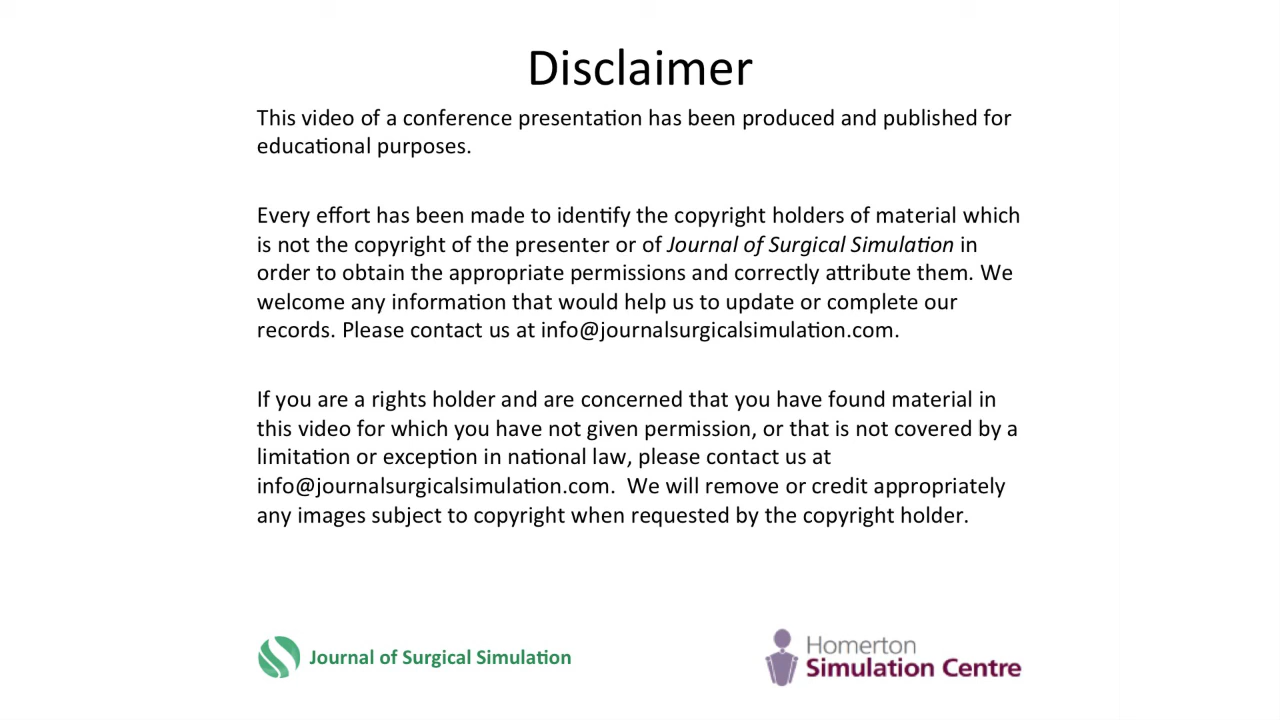 Disclaimer
This video of a conference presentation has been produced and published for
educational purposes.
Every effort has been made to identify the copyright holders of material which
is not the copyright of the presenter or of Journal of Surgical Simulation in
order to obtain the appropriate permissions and correctly attribute them. We
welcome any information that would help us to update or complete our
records. Please contact us at info@journalsurgicalsimulation.com.
If you are a rights holder and are concerned that you have found material in
this video for which you have not given permission, or that is not covered by a
limitation or exception in national law, please contact us at
info@journalsurgicalsimulation.com.  We will remove or credit appropriately
any images subject to copyright when requested by the copyright holder.
Journal of Surgical Simulation
Homerton
Simulation Centre